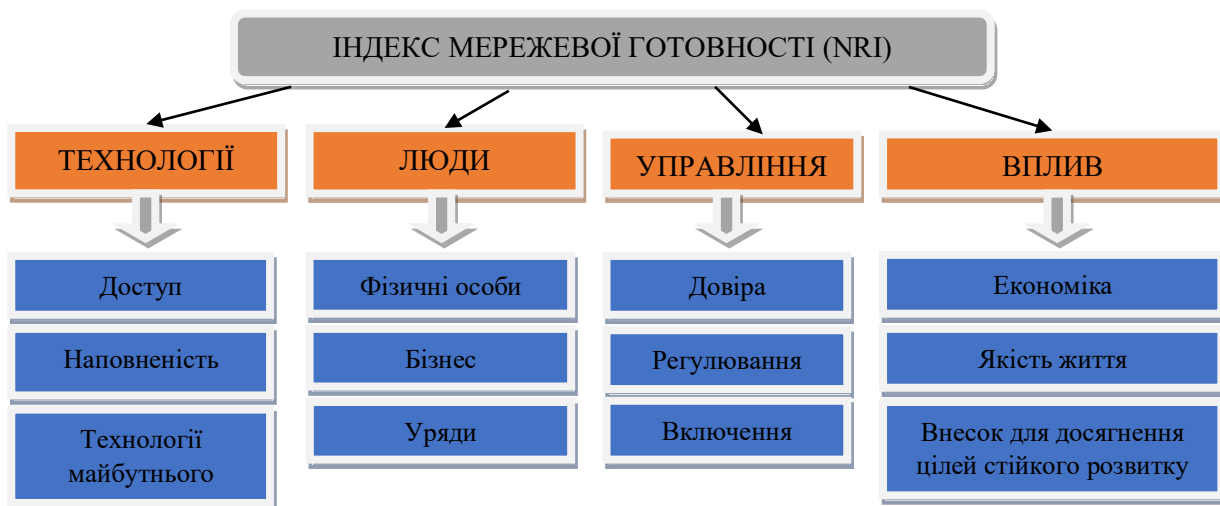 ІНДЕКС МЕРЕЖЕВОЇ ГОТОВНОСТІ (NRI)
ТЕХНОЛОГІЇ
Доступ
Наповненість
Технології
майбутнього
ЛЮДИ
Фізичні особи
Бізнес
Уряди
УПРАВЛІННЯ
Довіра
Регулювання
Включення
ВПЛИВ
Економіка
Якість життя
Внесок для досягнення
цілей стійкого розвитку